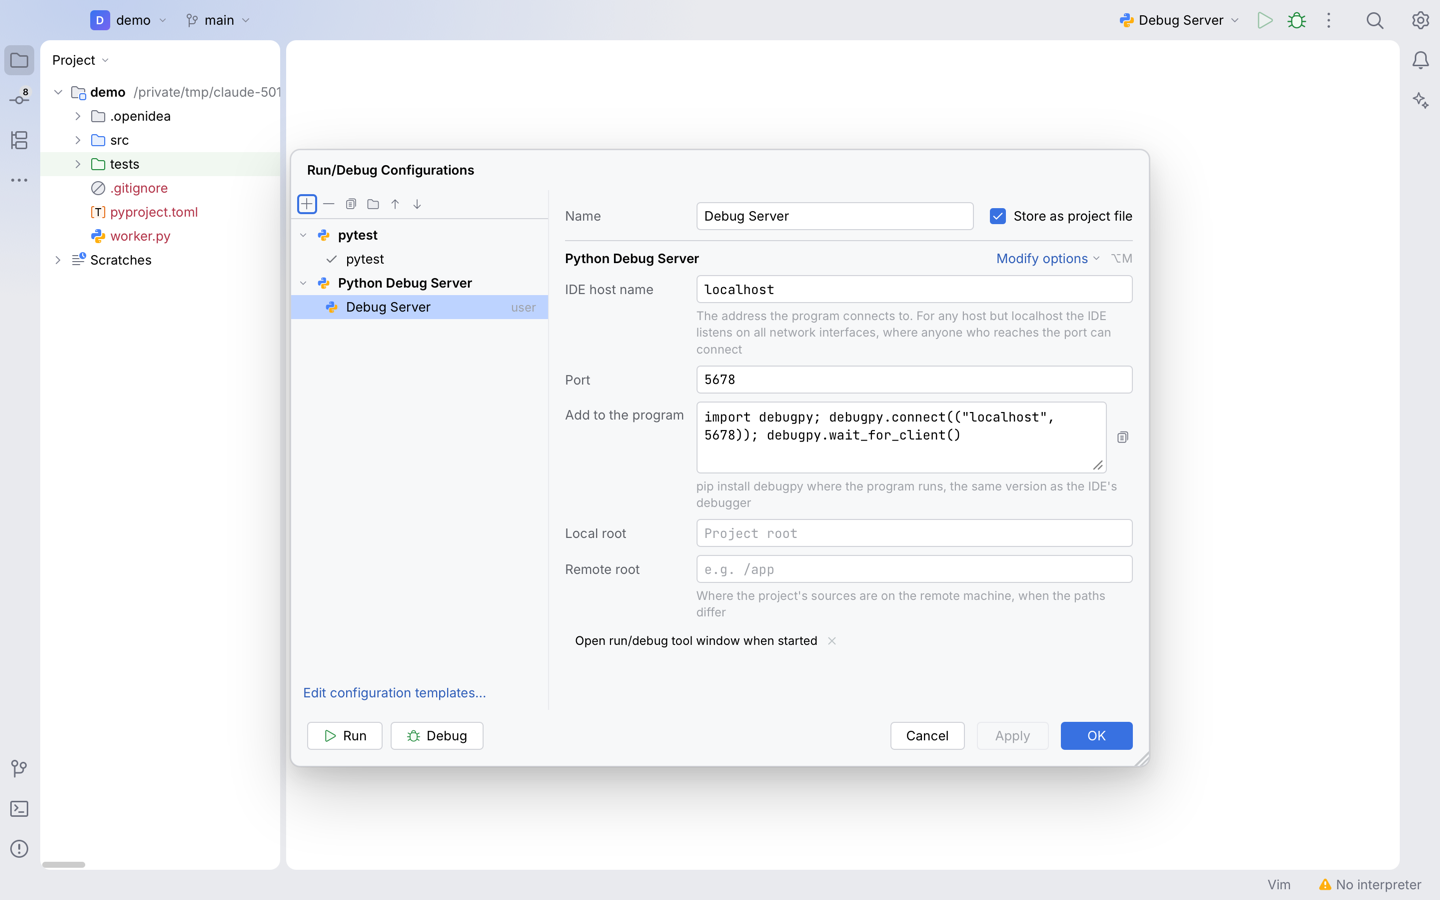 D demo
main
Debug Server
8
Project
demo /private/tmp/claude-501
.openidea
src
tests
.gitignore
pyproject.toml
worker.py
Scratches
Run/Debug Configurations
pytest
pytest
Python Debug Server
Debug Server user
Edit configuration templates...
Name Debug Server Store as project file
Python Debug Server Modify options ⌥M
IDE host name localhost
The address the program connects to. For any host but localhost the IDE
listens on all network interfaces, where anyone who reaches the port can
connect
Port 5678
Add to the program import debugpy; debugpy.connect(("localhost",
5678)); debugpy.wait_for_client()
pip install debugpy where the program runs, the same version as the IDE's
debugger
Local root Project root
Remote root e.g. /app
Where the project's sources are on the remote machine, when the paths
differ
Open run/debug tool window when started
Run Debug Cancel Apply OK
Vim No interpreter